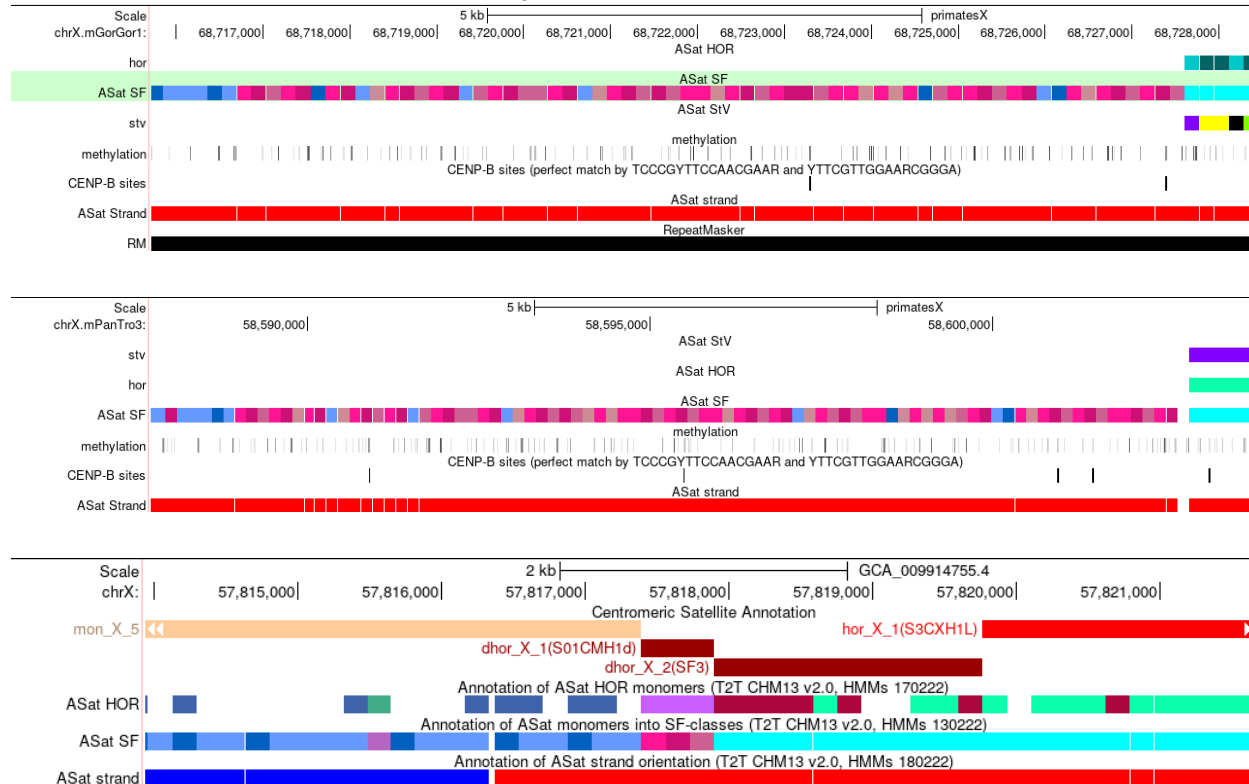 Scale 5 kb primatesX
chrX.mGorGor1: 68,717,000 68,718,000 68,719,000 68,720,000 68,721,000 68,722,000 68,723,000 68,724,000 68,725,000 68,726,000 68,727,000 68,728,000
ASat HOR
hor
ASat SF
ASat SF
ASat StV
stv
methylation
methylation
CENP-B sites (perfect match by TCCCGYTTCCAACGAAR and YTTCGTTGGAARCGGGA)
CENP-B sites
ASat strand
ASat Strand
RepeatMasker
RM
Scale 5 kb primatesX
chrX.mPanTro3: 58,590,000 58,595,000 58,600,000
ASat StV
stv
ASat HOR
hor
ASat SF
ASat SF
methylation
methylation
CENP-B sites (perfect match by TCCCGYTTCCAACGAAR and YTTCGTTGGAARCGGGA)
CENP-B sites
ASat strand
ASat Strand
Scale 2 kb GCA_009914755.4
chrX: 57,815,000 57,816,000 57,817,000 57,818,000 57,819,000 57,820,000 57,821,000
Centromeric Satellite Annotation
mon_X_5 hor_X_1(S3CXH1L)
dhor_X_1(S01CMH1d)
dhor_X_2(SF3)
Annotation of ASat HOR monomers (T2T CHM13 v2.0, HMMs 170222)
ASat HOR
Annotation of ASat monomers into SF-classes (T2T CHM13 v2.0, HMMs 130222)
ASat SF
Annotation of ASat strand orientation (T2T CHM13 v2.0, HMMs 180222)
ASat strand